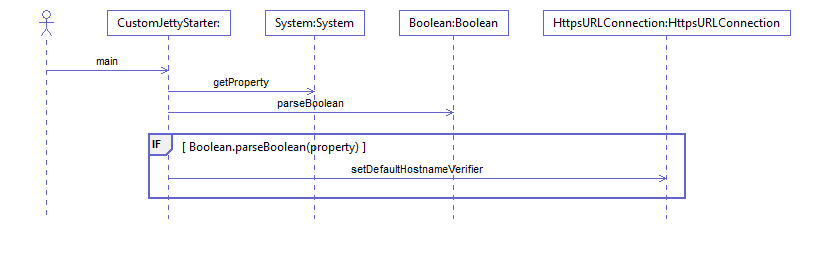 CustomJettyStarter: System:System Boolean:Boolean HttpsURLConnection:HttpsURLConnection
main
getProperty
parseBoolean
IF [ Boolean.parseBoolean(property) ]
setDefaultHostnameVerifier